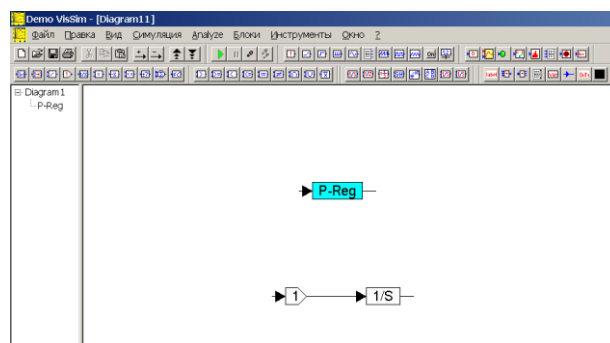 Demo VisSim - [Diagram11]
Файл Правка Вид Симуляция Analyze Блоки Инструменты Окно ?
Diagram1
P-Reg
P-Reg
1
1/S